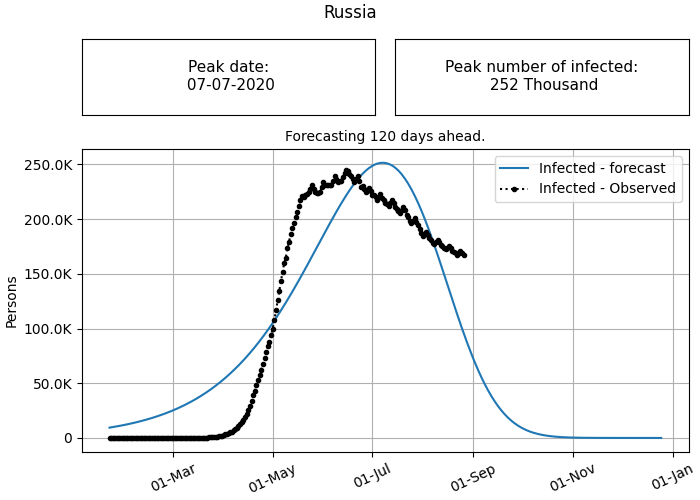 Russia
Peak date:
07-07-2020
Peak number of infected:
252 Thousand
Forecasting 120 days ahead.
Infected - forecast
Infected - Observed
250.0K
200.0K
150.0K
100.0K
50.0K
0
Persons
01-Mar
01-May
01-Jul
01-Sep
01-Nov
01-Jan